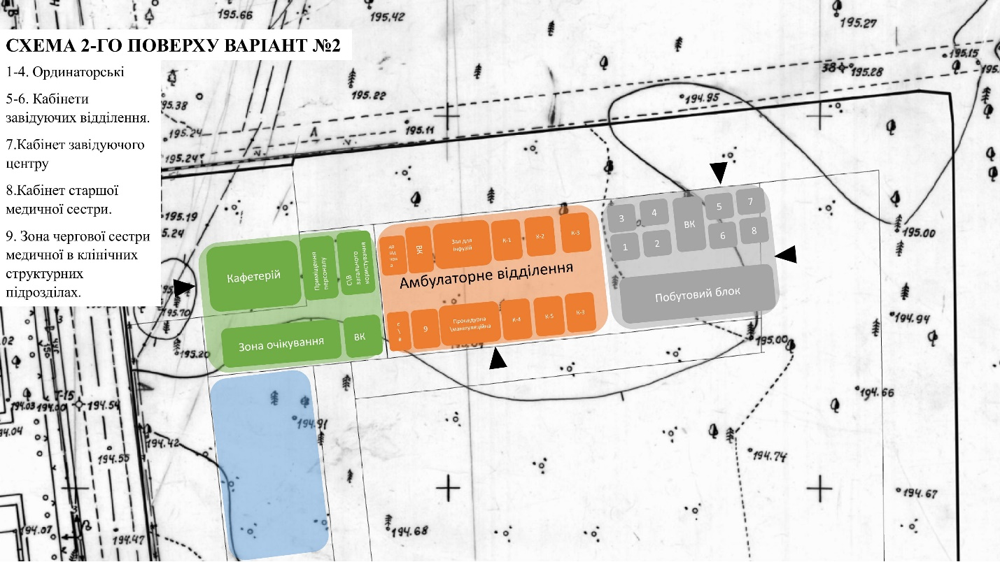 СХЕМА 2-ГО ПОВЕРХУ ВАРІАНТ №2
1-4. Ординаторські
5-6. Кабінети
завідуючих відділення.
7.Кабінет завідуючого
центру
8.Кабінет старшої
медичної сестри.
9. Зона чергової сестри
медичної в клінічних
структурних
підрозділах.
Кафетерій
Приміщення
персоналу
С\В
загального
користування
Зона очікування
ВК
ВК
Зал для
інфузій
К-1
К-2
К-3
Амбулаторне відділення
с
\
в
9
Процедурна
\маніпуляційна
К-4
К-5
К-3
3
4
ВК
5
7
1
2
6
8
Побутовий блок
195.66
195,42
195.27
195,15
38
195.28
195.22
195.24
195.24
195.11
194.95
195.19
195.00
195.20
195.00
194.94
194.91
194.66
194.54
194.42
194.55
194.74
194.67
194.68
194.07
194.47